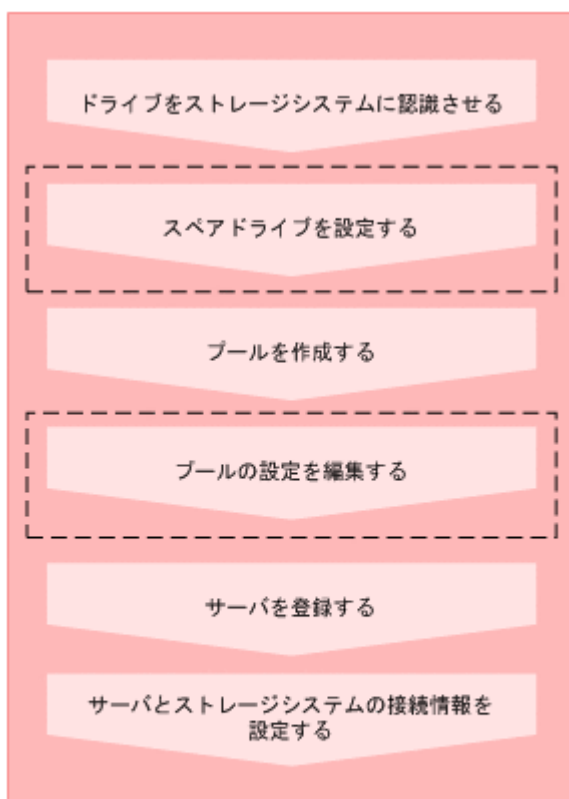 ドライブをストレージシステムに認識させる
スペアドライブを設定する
プールを作成する
プールの設定を編集する
サーバを登録する
サーバとストレージシステムの接続情報を
設定する